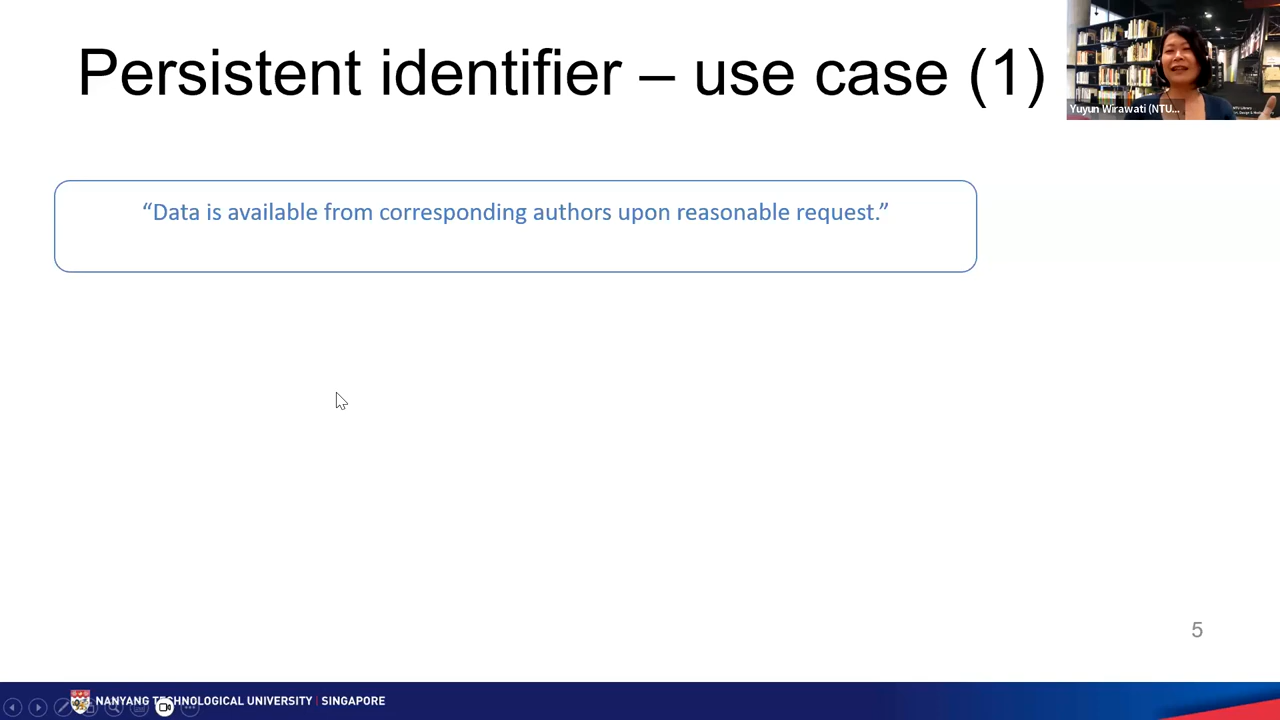 Persistent identifier – use case (1)
Yuyun Wirawati (NTU...
“Data is available from corresponding authors upon reasonable request.”
5
NANYANG TECHNOLOGICAL UNIVERSITY | SINGAPORE